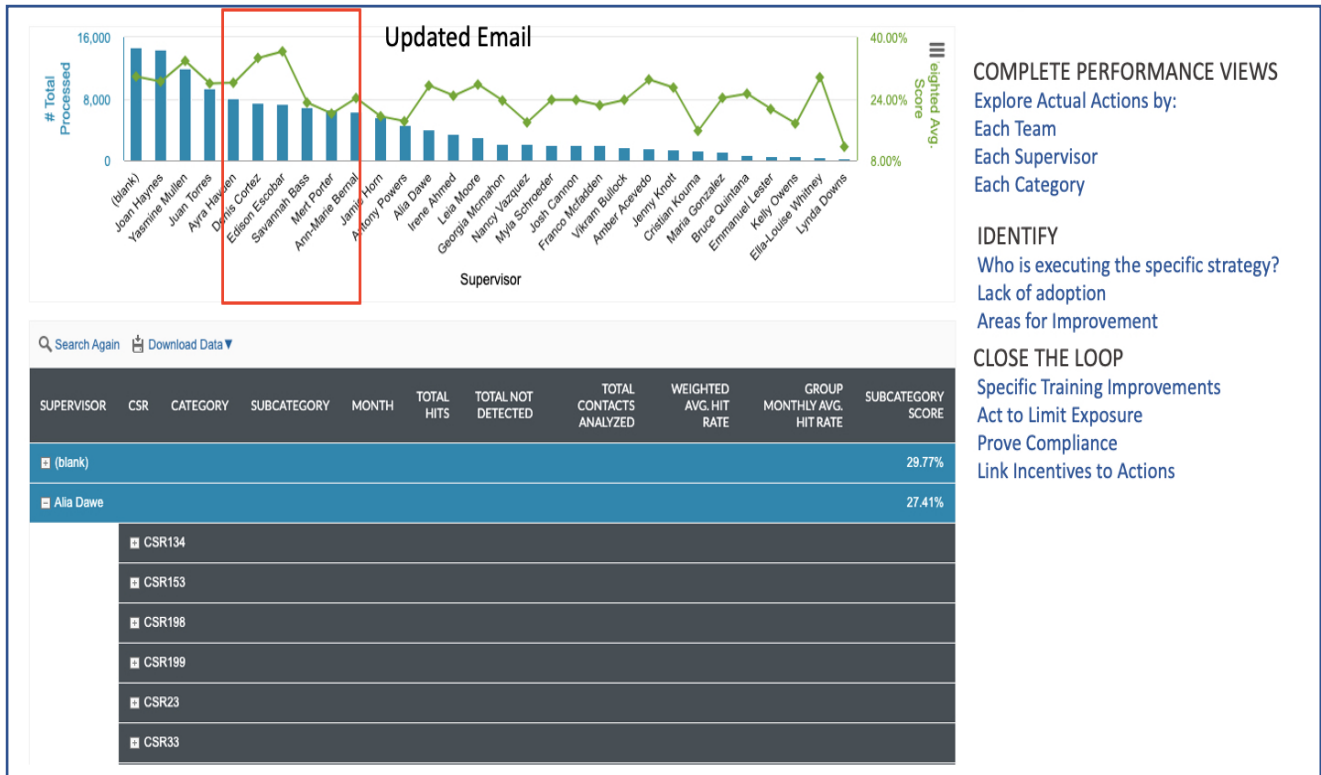 Updated Email
16,000
8,000
0
# Total
Processed
40.00%
24.00%
8.00%
eighted Avg.
Score
(blank)
Joan Haynes
Yasmine Mullen
Juan Torres
Ayra Hayden
Denis Cortez
Edison Escobar
Savannah Bass
Mert Porter
Ann-Marie Bernal
Jamie Horn
Antony Powers
Alia Dawe
Irene Ahmed
Leia Moore
Georgia Mcmahon
Nancy Vazquez
Myla Schroeder
Josh Cannon
Franco Mcfadden
Vikram Bullock
Amber Acevedo
Jenny Knott
Cristian Kouma
Maria Gonzalez
Bruce Quintana
Emmanuel Lester
Kelly Owens
Ella-Louise Whitney
Lynda Downs
Supervisor
Search Again Download Data▼
SUPERVISOR CSR CATEGORY SUBCATEGORY MONTH TOTAL HITS TOTAL NOT DETECTED TOTAL CONTACTS ANALYZED WEIGHTED AVG. HIT RATE GROUP MONTHLY AVG. HIT RATE SUBCATEGORY SCORE
(blank) 29.77%
Alia Dawe 27.41%
CSR134
CSR153
CSR198
CSR199
CSR23
CSR33
COMPLETE PERFORMANCE VIEWS
Explore Actual Actions by:
Each Team
Each Supervisor
Each Category
IDENTIFY
Who is executing the specific strategy?
Lack of adoption
Areas for Improvement
CLOSE THE LOOP
Specific Training Improvements
Act to Limit Exposure
Prove Compliance
Link Incentives to Actions